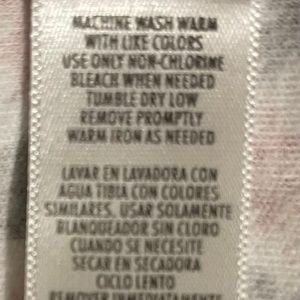 MACHINE WASH WARM
WITH LIKE COLORS
USE ONLY NON-CHLORINE
BLEACH WHEN NEEDED
TUMBLE DRY LOW
REMOVE PROMPTLY
WARM IRON AS NEEDED
LAVAR EN LAVADORA CON
AGUA TIBIA CON COLORES
SIMILARES. USAR SOLAMENTE
BLANQUEADOR SIN CLORO
CUANDO SE NECESITE
SECAR EN SECADORA
CICLO LENTO
REMOVER INMEDIATAMENTE